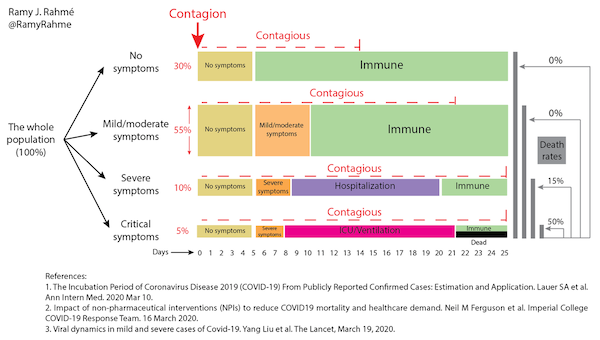 Ramy J. Rahmé
@RamyRahme
Contagion
Contagious
No
symptoms
30%
No symptoms
Immune
0%
Contagious
Mild/moderate
symptoms
55%
No symptoms
Mild/moderate
symptoms
Immune
0%
The whole
population
(100%)
Death
rates
Contagious
Severe
symptoms
10%
No symptoms
Severe
symptoms
Hospitalization
Immune
15%
Contagious
Critical
symptoms
5%
No symptoms
Severe
symptoms
ICU/Ventilation
Immune
50%
Dead
Days
0 1 2 3 4 5 6 7 8 9 10 11 12 13 14 15 16 17 18 19 20 21 22 23 24 25
References:
1. The Incubation Period of Coronavirus Disease 2019 (COVID-19) From Publicly Reported Confirmed Cases: Estimation and Application. Lauer SA et al.
Ann Intern Med. 2020 Mar 10.
2. Impact of non-pharmaceutical interventions (NPIs) to reduce COVID19 mortality and healthcare demand. Neil M Ferguson et al. Imperial College
COVID-19 Response Team. 16 March 2020.
3. Viral dynamics in mild and severe cases of Covid-19. Yang Liu et al. The Lancet, March 19, 2020.